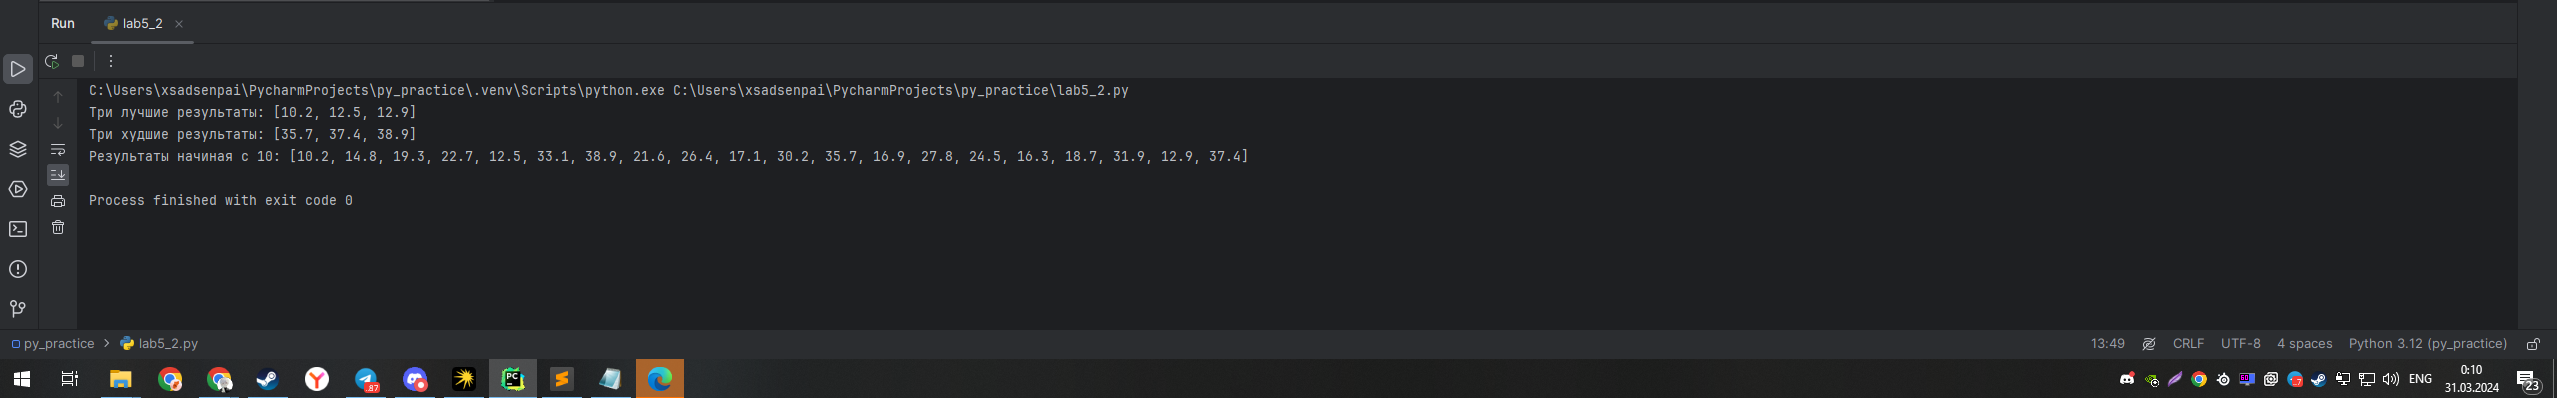 Run lab5_2
C:\Users\xsadsenpai\PycharmProjects\py_practice\.venv\Scripts\python.exe C:\Users\xsadsenpai\PycharmProjects\py_practice\lab5_2.py
Три лучшие результаты: [10.2, 12.5, 12.9]
Три худшие результаты: [35.7, 37.4, 38.9]
Результаты начиная с 10: [10.2, 14.8, 19.3, 22.7, 12.5, 33.1, 38.9, 21.6, 26.4, 17.1, 30.2, 35.7, 16.9, 27.8, 24.5, 16.3, 18.7, 31.9, 12.9, 37.4]
Process finished with exit code 0
py_practice > lab5_2.py 13:49 CRLF UTF-8 4 spaces Python 3.12 (py_practice)
PC ENG 0:10
31.03.2024 23